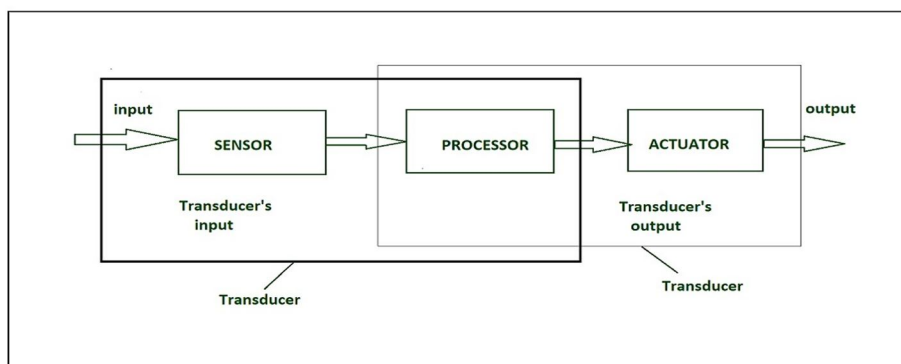 input
output
SENSOR
PROCESSOR
ACTUATOR
Transducer's
input
Transducer's
output
Transducer
Transducer